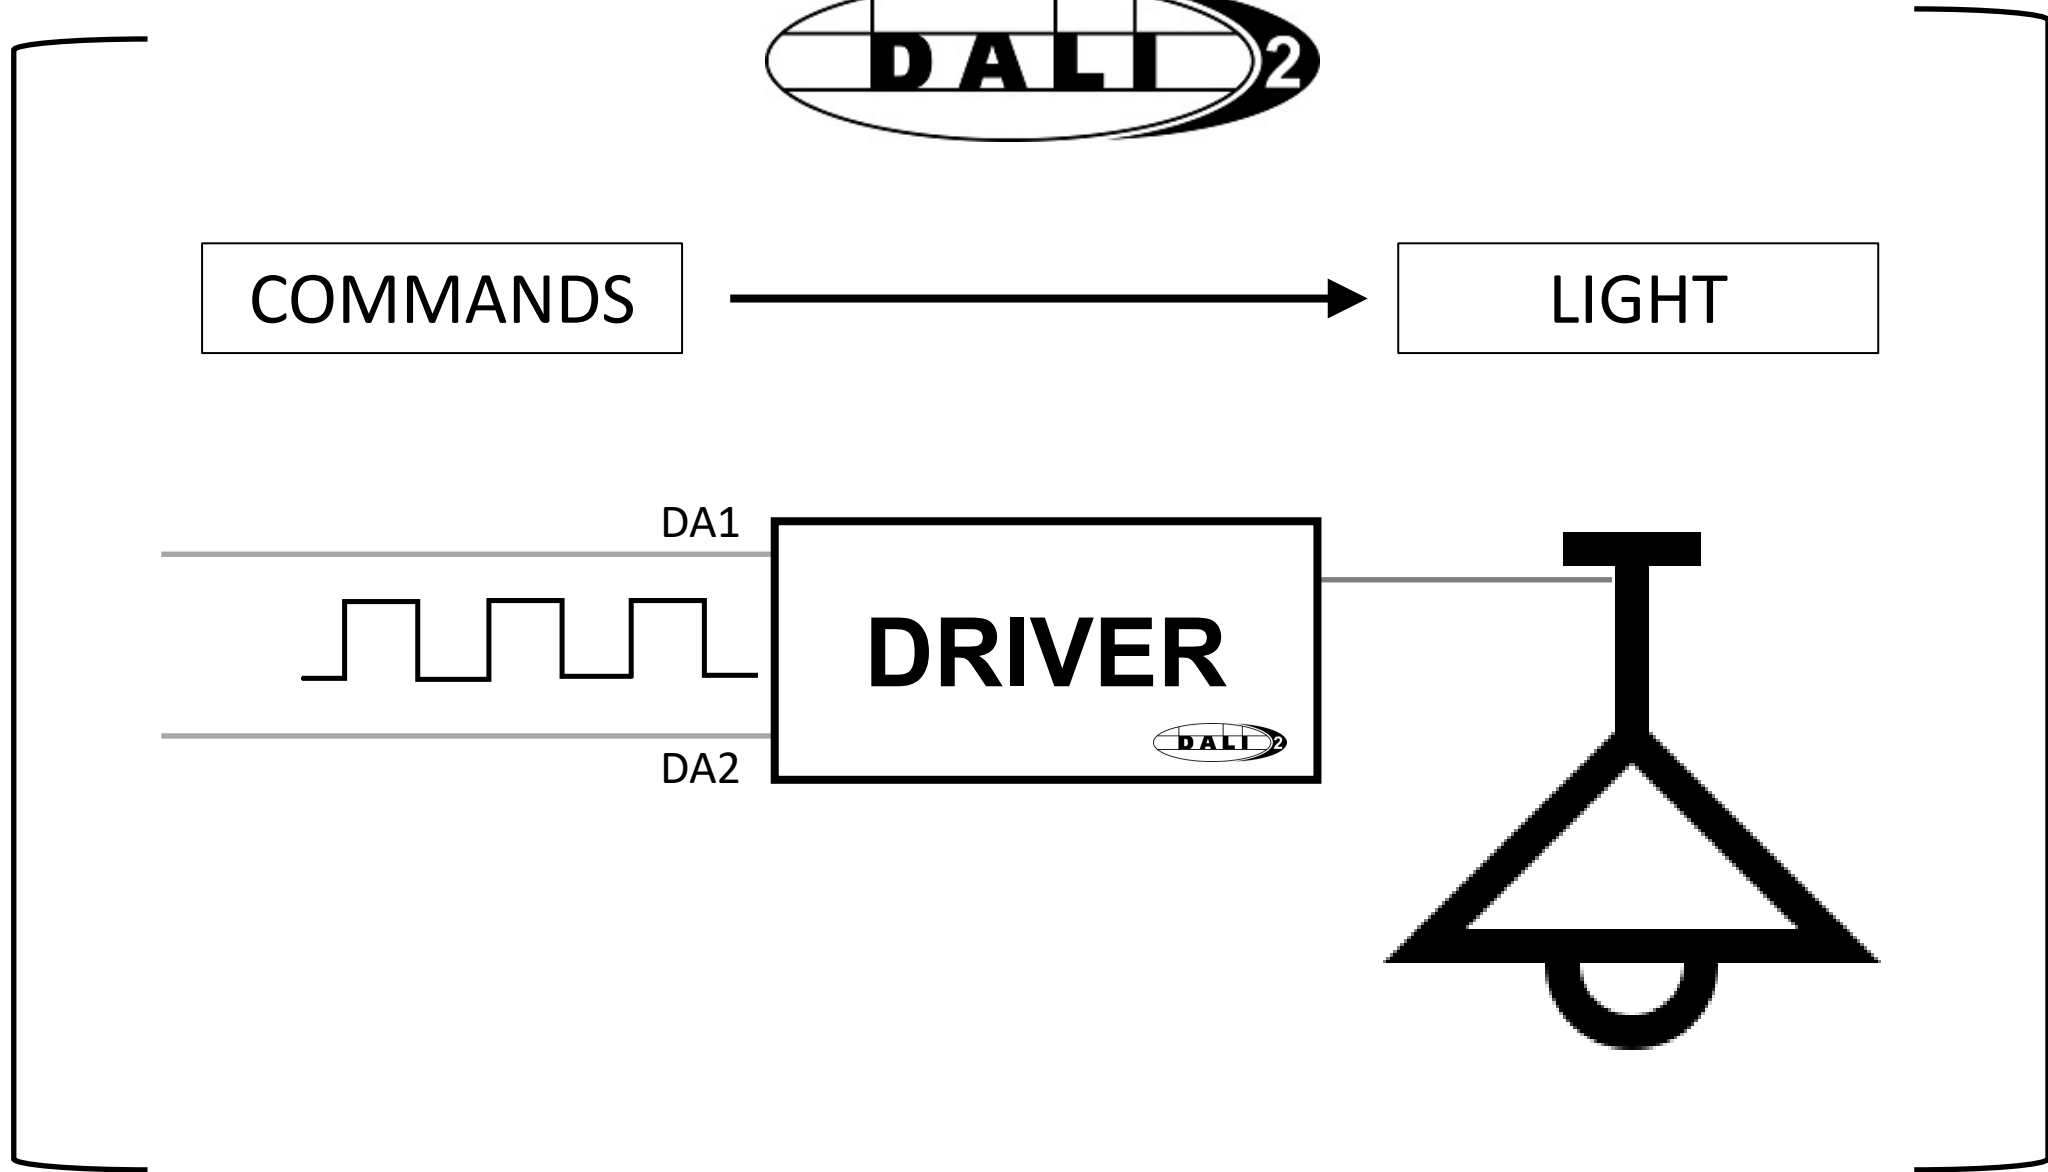 DALI 2
COMMANDS
LIGHT
DA1
DRIVER
DALI 2
DA2